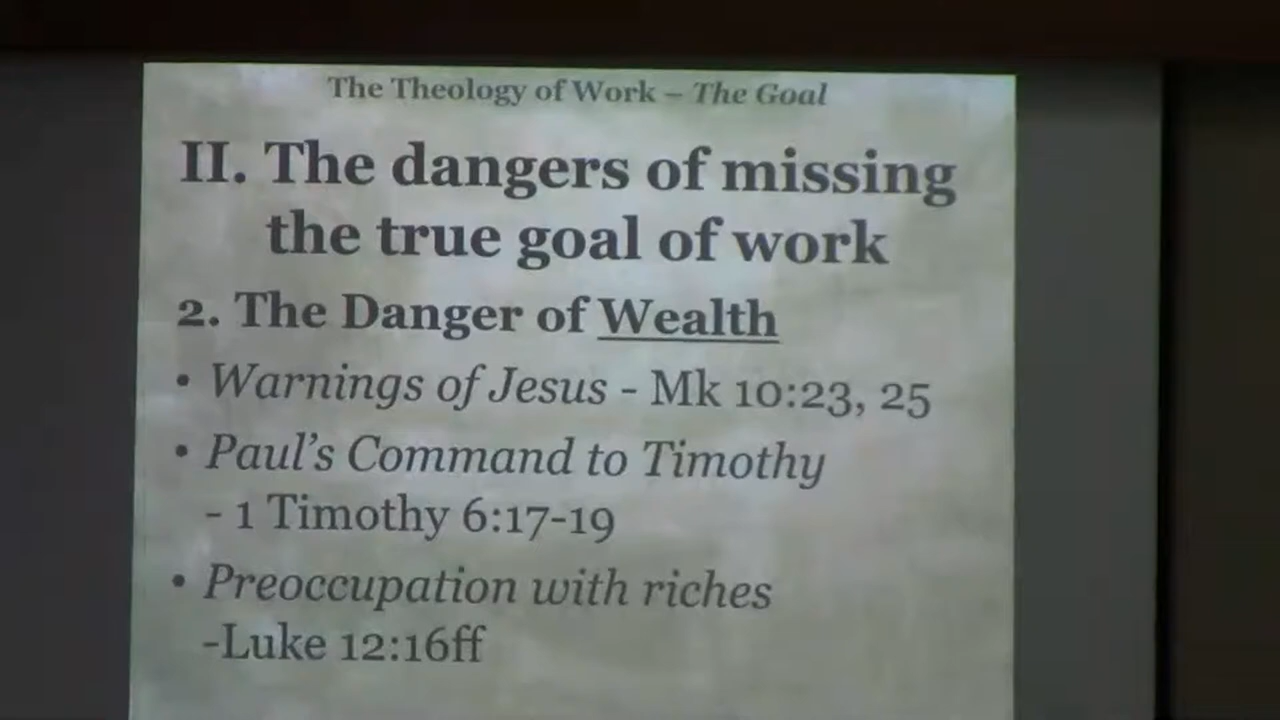 The Theology of Work – The Goal
II. The dangers of missing
the true goal of work
2. The Danger of Wealth
• Warnings of Jesus - Mk 10:23, 25
• Paul's Command to Timothy
- 1 Timothy 6:17-19
• Preoccupation with riches
-Luke 12:16ff